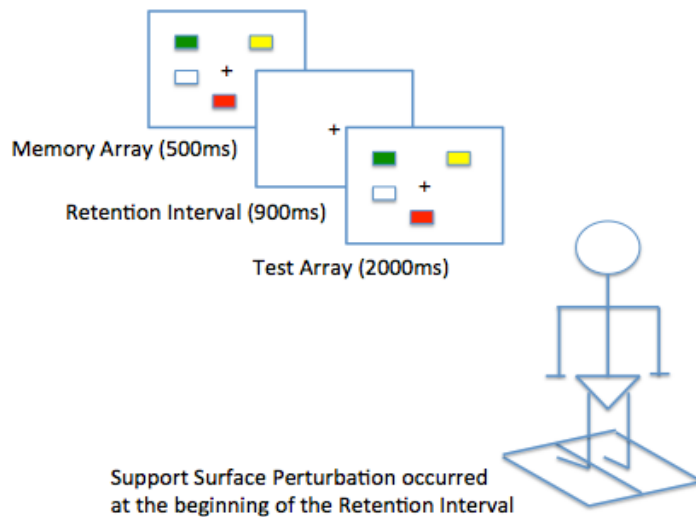 Memory Array (500ms)
Retention Interval (900ms)
Test Array (2000ms)
Support Surface Perturbation occurred
at the beginning of the Retention Interval